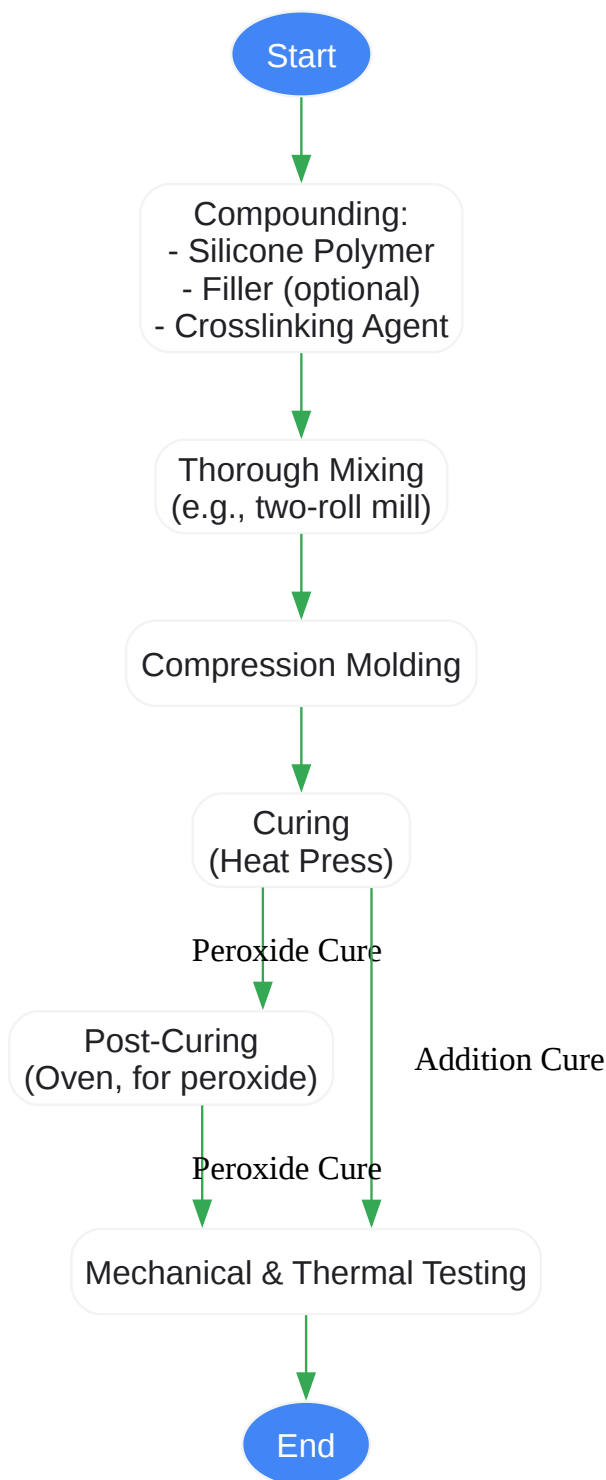 Start
Compounding:
- Silicone Polymer
- Filler (optional)
- Crosslinking Agent
Thorough Mixing
(e.g., two-roll mill)
Compression Molding
Curing
(Heat Press)
Peroxide Cure
Post-Curing
(Oven, for peroxide)
Addition Cure
Peroxide Cure
Mechanical & Thermal Testing
End